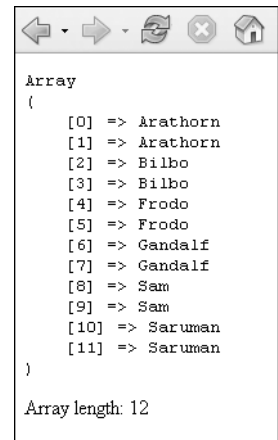 Array
(
[0] => Arathorn
[1] => Arathorn
[2] => Bilbo
[3] => Bilbo
[4] => Frodo
[5] => Frodo
[6] => Gandalf
[7] => Gandalf
[8] => Sam
[9] => Sam
[10] => Saruman
[11] => Saruman
)
Array length: 12